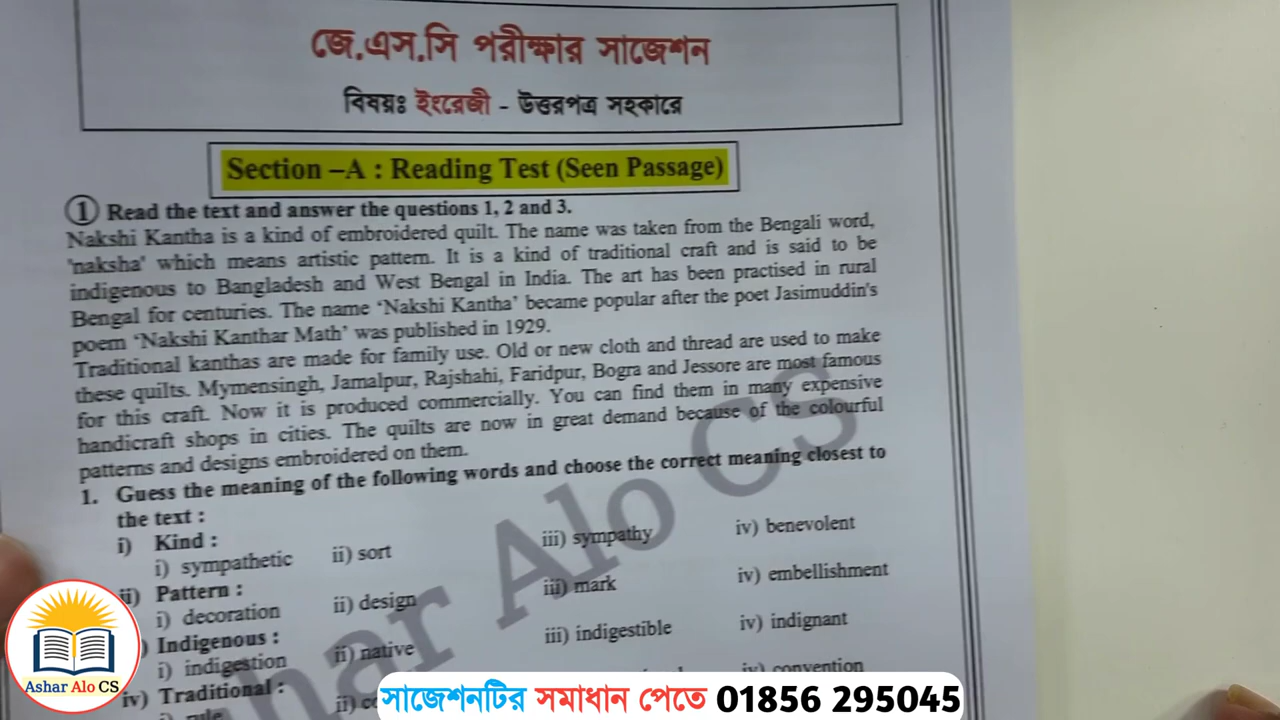 জে.এস.সি পরীক্ষার সাজেশন
বিষয়ঃ ইংরেজী - উত্তরপত্র সহকারে
Section –A : Reading Test (Seen Passage)
1 Read the text and answer the questions 1, 2 and 3.
Nakshi Kantha is a kind of embroidered quilt. The name was taken from the Bengali word,
'naksha' which means artistic pattern. It is a kind of traditional craft and is said to be
indigenous to Bangladesh and West Bengal in India. The art has been practised in rural
Bengal for centuries. The name ‘Nakshi Kantha’ became popular after the poet Jasimuddin's
poem ‘Nakshi Kanthar Math’ was published in 1929.
Traditional kanthas are made for family use. Old or new cloth and thread are used to make
these quilts. Mymensingh, Jamalpur, Rajshahi, Faridpur, Bogra and Jessore are most famous
for this craft. Now it is produced commercially. You can find them in many expensive
handicraft shops in cities. The quilts are now in great demand because of the colourful
patterns and designs embroidered on them.
1. Guess the meaning of the following words and choose the correct meaning closest to
the text :
i) Kind :
i) sympathetic ii) sort iii) sympathy iv) benevolent
ii) Pattern :
i) decoration ii) design iii) mark iv) embellishment
) Indigenous :
i) indigestion ii) native iii) indigestible iv) indignant
iv) Traditional :
i) rule ii) iv) convention
Ashar Alo CS
Ashar Alo CS
সাজেশনটির সমাধান পেতে 01856 295045